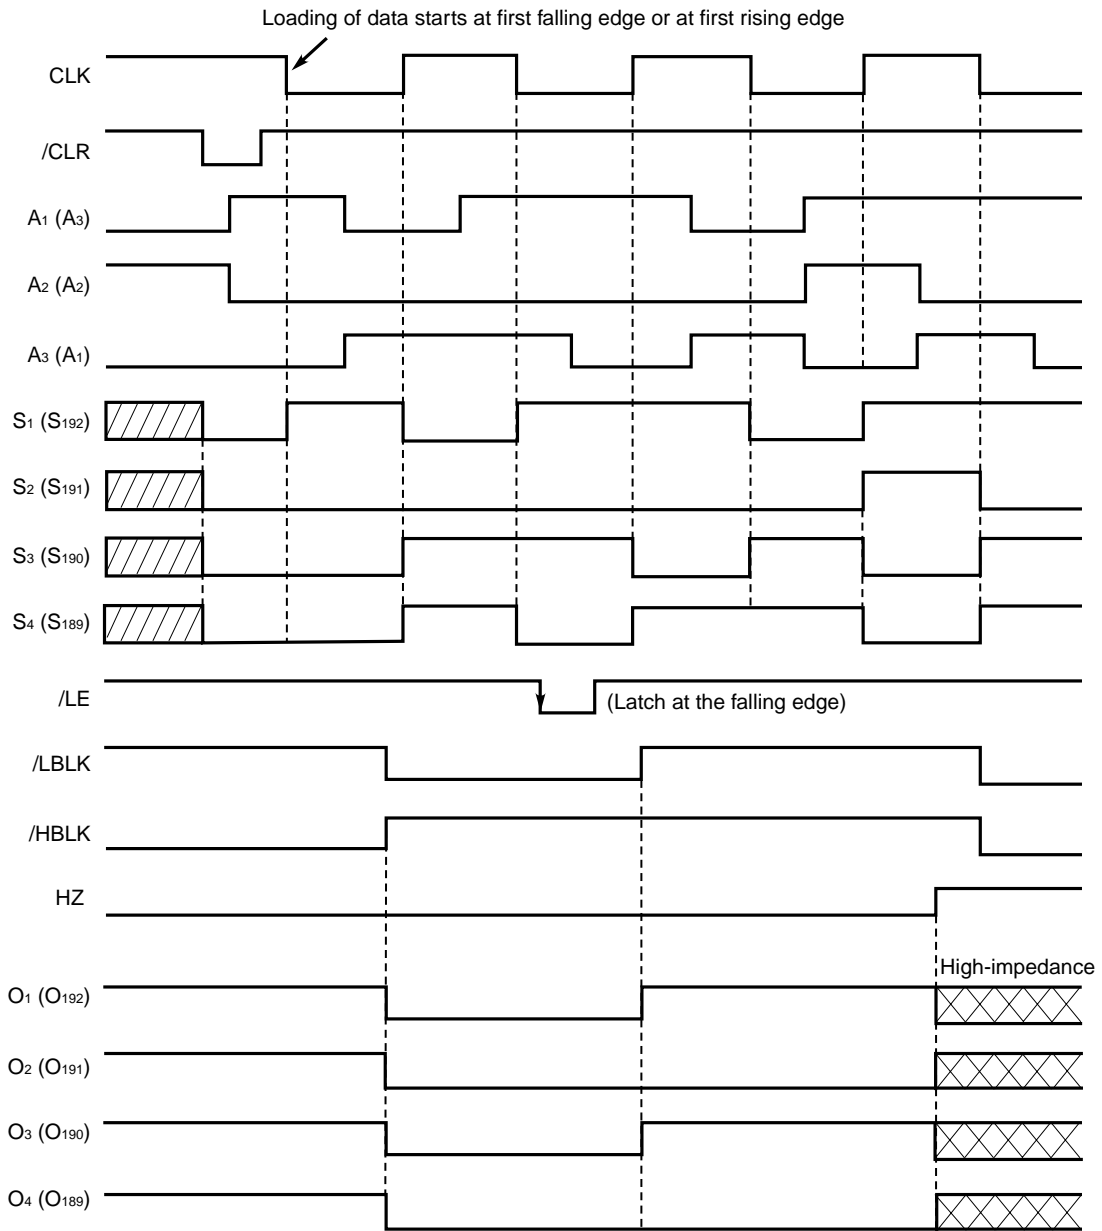 Loading of data starts at first falling edge or at first rising edge
CLK
/CLR
A1 (A3)
A2 (A2)
A3 (A1)
S1 (S192)
S2 (S191)
S3 (S190)
S4 (S189)
/LE
(Latch at the falling edge)
/LBLK
/HBLK
HZ
High-impedance
O1 (O192)
O2 (O191)
O3 (O190)
O4 (O189)